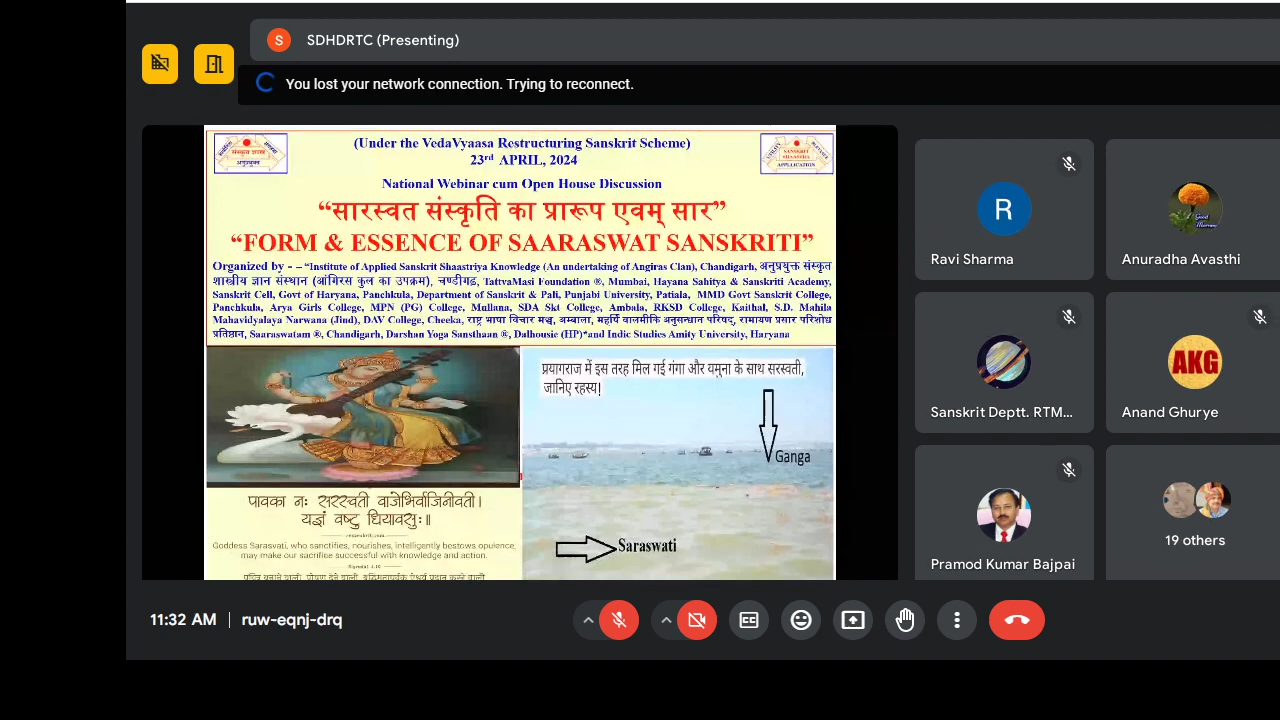 S SDHDRTC (Presenting)
You lost your network connection. Trying to reconnect.
(Under the VedaVyaasa Restructuring Sanskrit Scheme)
23rd APRIL, 2024
National Webinar cum Open House Discussion
“सारस्वत संस्कृति का प्रारूप एवम् सार”
“FORM & ESSENCE OF SAARASWAT SANSKRITI”
Organized by - – “Institute of Applied Sanskrit Shaastriya Knowledge (An undertaking of Angiras Clan), Chandigarh, अनुप्रयुक्त संस्कृत
शास्त्रीय ज्ञान संस्थान (आंगिरस कुल का उपक्रम), चण्डीगढ़, TattvaMasi Foundation ®, Mumbai, Hayana Sahitya & Sanskriti Academy,
Sanskrit Cell, Govt of Haryana, Panchkula, Department of Sanskrit & Pali, Punjabi University, Patiala, MMD Govt Sanskrit College,
Panchkula, Arya Girls College, MPN (PG) College, Mullana, SDA Skt College, Ambala, RKSD College, Kaithal, S.D. Mahila
Mahavidyalaya Narwana (Jind), DAV College, Cheeka, राष्ट्र भाषा विचार मञ्च, अम्बाला, महर्षि वाल्मीकि अनुसन्धान परिषद, रामायण प्रसार परिशोध
प्रतिष्ठान, Saaraswatam ®, Chandigarh, Darshan Yoga Sansthaan ®, Dalhousie (HP)“and Indic Studies Amity University, Haryana
प्रयागराज में इस तरह मिल गई गंगा और यमुना के साथ सरस्वती,
जानिए रहस्य!
Ganga
Saraswati
पावका नः सरस्वती वाजेभिर्वाजिनीवती।
यज्ञं वष्टु धियावसुः॥
Goddess Sarasvati, who sanctifies, nourishes, intelligently bestows opulence,
may make our sacrifice successful with knowledge and action.
R
Ravi Sharma
Anuradha Avasthi
Sanskrit Deptt. RTM...
AKG
Anand Ghurye
Pramod Kumar Bajpai
19 others
11:32 AM | ruw-eqnj-drq